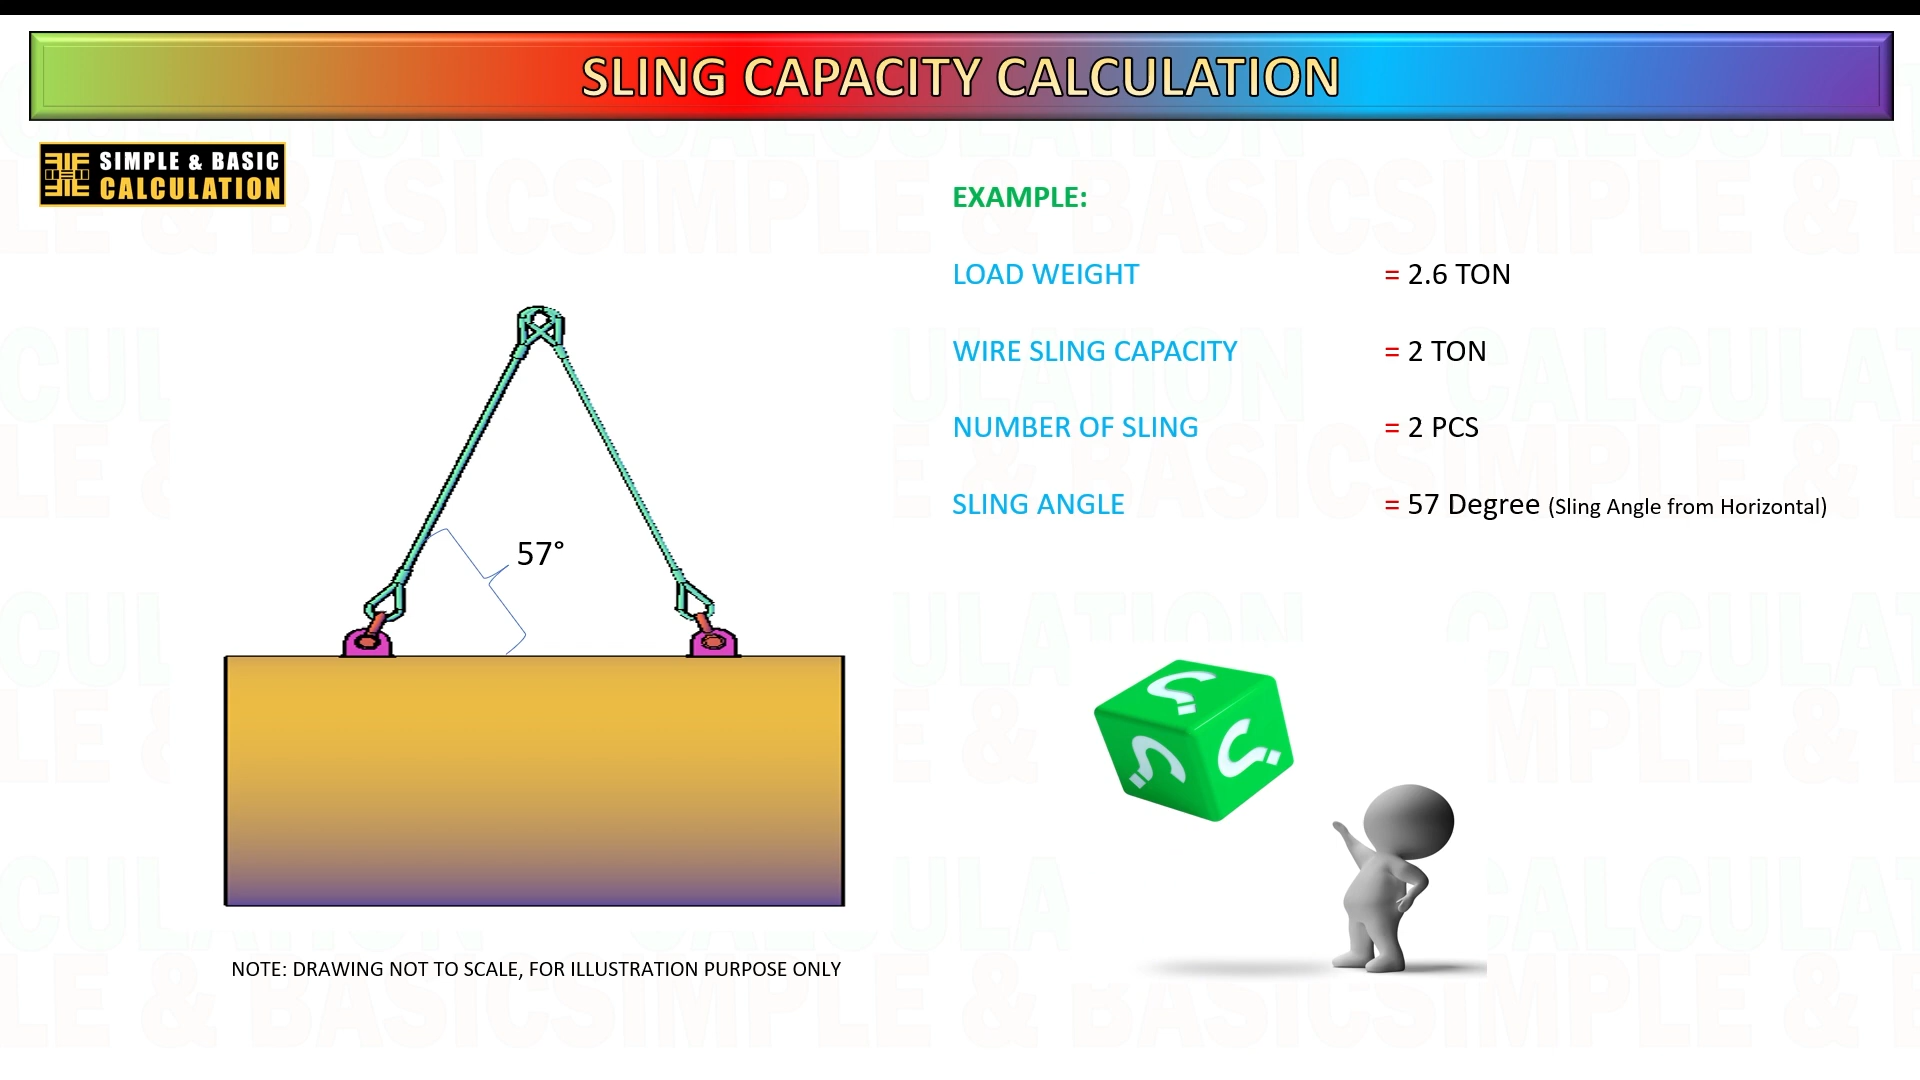 SLING CAPACITY CALCULATION
SIMPLE & BASIC
CALCULATION
EXAMPLE:
LOAD WEIGHT = 2.6 TON
WIRE SLING CAPACITY = 2 TON
NUMBER OF SLING = 2 PCS
SLING ANGLE = 57 Degree (Sling Angle from Horizontal)
57°
? ? ?
NOTE: DRAWING NOT TO SCALE, FOR ILLUSTRATION PURPOSE ONLY